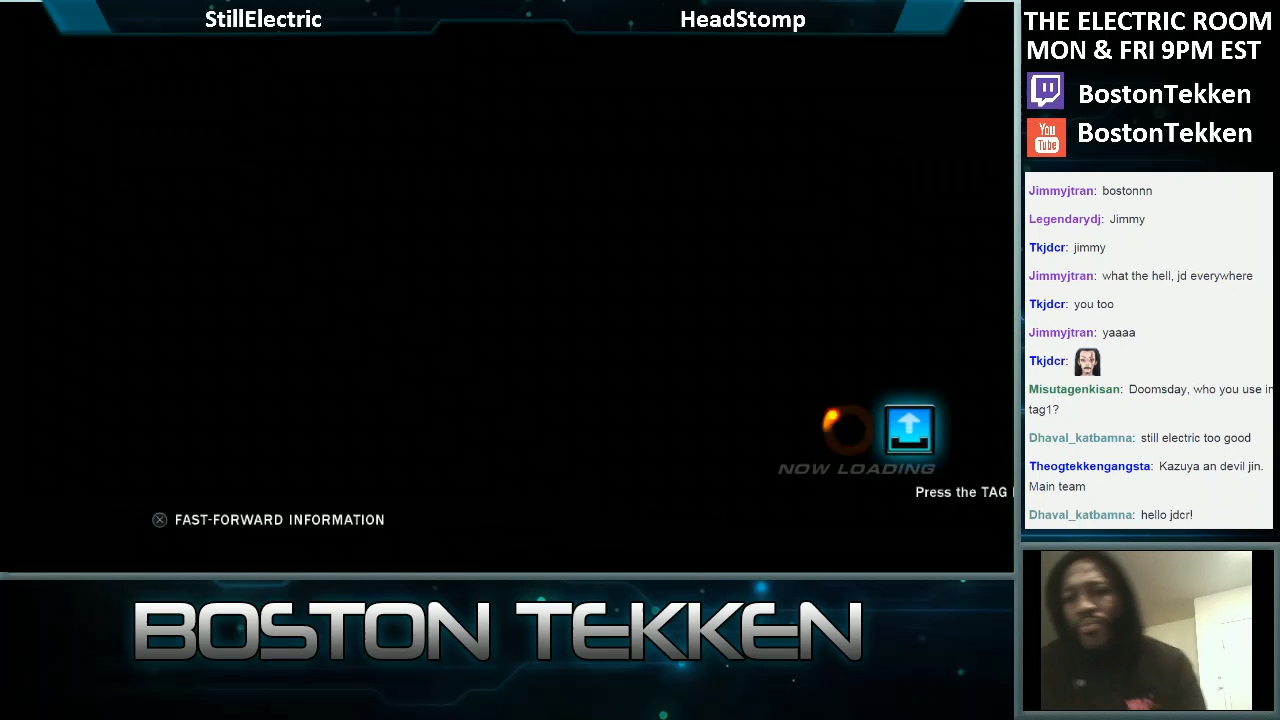 StillElectric
HeadStomp
THE ELECTRIC ROOM
MON & FRI 9PM EST
BostonTekken
You
Tube
BostonTekken
Jimmyjtran: bostonnn
Legendarydj: Jimmy
Tkjdcr: jimmy
Jimmyjtran: what the hell, jd everywhere
Tkjdcr: you too
Jimmyjtran: yaaaa
Tkjdcr:
Misutagenkisan: Doomsday, who you use in
tag1?
Dhaval_katbamna: still electric too good
Theogtekkengangsta: Kazuya an devil jin.
Main team
Dhaval_katbamna: hello jdcr!
NOW LOADING
Press the TAG
FAST-FORWARD INFORMATION
BOSTON TEKKEN